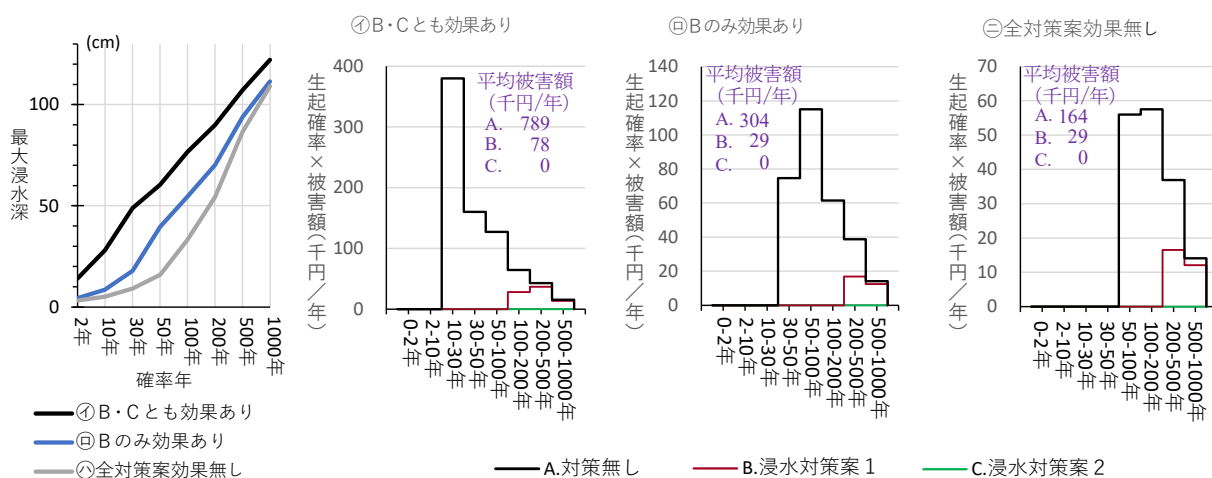 (cm)
100
50
0
最大浸水深
2年
10年
30年
50年
100年
200年
500年
1000年
確率年
㋑B・Cとも効果あり
㋺Bのみ効果あり
㋩全対策案効果無し
㋑B・Cとも効果あり
生起確率×被害額(千円/年)
400
300
200
100
0
平均被害額
(千円/年)
A. 789
B. 78
C. 0
0-2年
2-10年
10-30年
30-50年
50-100年
100-200年
200-500年
500-1000年
㋺Bのみ効果あり
生起確率×被害額(千円/年)
140
120
100
80
60
40
20
0
平均被害額
(千円/年)
A. 304
B. 29
C. 0
0-2年
2-10年
10-30年
30-50年
50-100年
100-200年
200-500年
500-1000年
㊁全対策案効果無し
生起確率×被害額(千円/年)
70
60
50
40
30
20
10
0
平均被害額
(千円/年)
A. 164
B. 29
C. 0
0-2年
2-10年
10-30年
30-50年
50-100年
100-200年
200-500年
500-1000年
A.対策無し
B.浸水対策案1
C.浸水対策案2